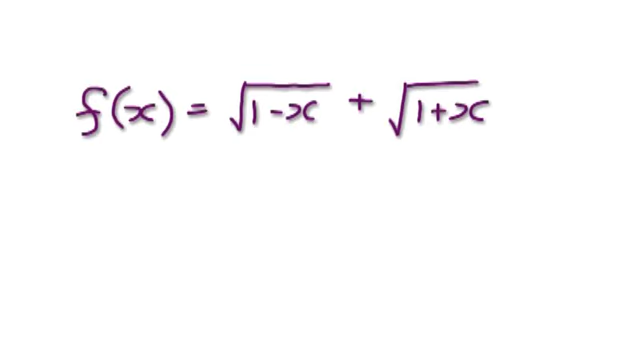 f(x) = √(1-x) + √(1+x)